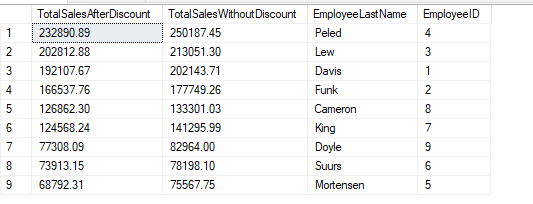 TotalSalesAfterDiscount TotalSalesWithoutDiscount EmployeeLastName EmployeeID
1 232890.89 250187.45 Peled 4
2 202812.88 213051.30 Lew 3
3 192107.67 202143.71 Davis 1
4 166537.76 177749.26 Funk 2
5 126862.30 133301.03 Cameron 8
6 124568.24 141295.99 King 7
7 77308.09 82964.00 Doyle 9
8 73913.15 78198.10 Suurs 6
9 68792.31 75567.75 Mortensen 5